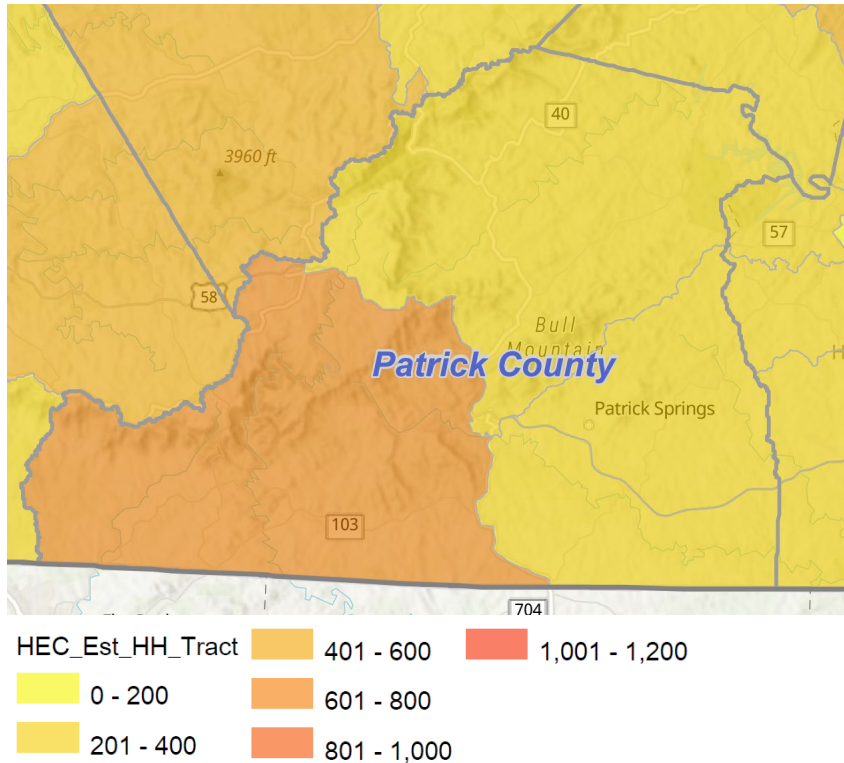 40
3960 ft
57
58
Bull
Mountain
Patrick County
Patrick Springs
103
704
HEC_Est_HH_Tract
0 - 200
201 - 400
401 - 600
601 - 800
801 - 1,000
1,001 - 1,200